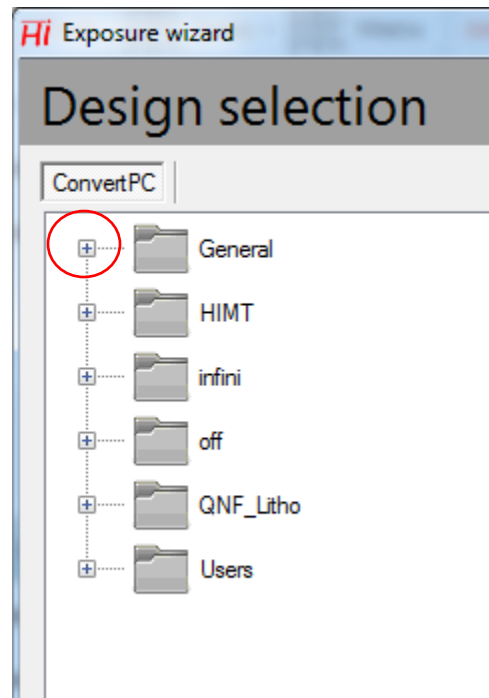 Hi Exposure wizard
Design selection
ConvertPC
General
HIMT
infini
off
QNF_Litho
Users